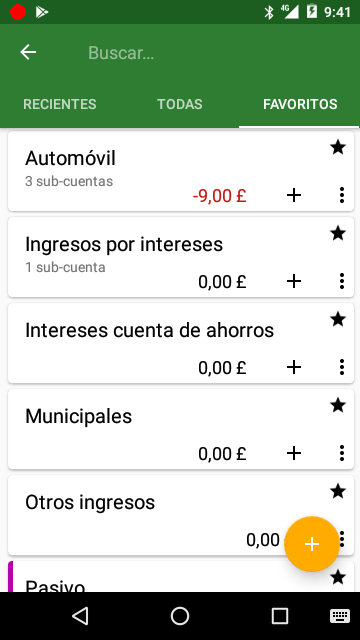 4G 9:41
Buscar...
RECIENTES TODAS FAVORITOS
Automóvil
3 sub-cuentas
-9,00 £
Ingresos por intereses
1 sub-cuenta
0,00 £
Intereses cuenta de ahorros
0,00 £
Municipales
0,00 £
Otros ingresos
0,00
Pasivo